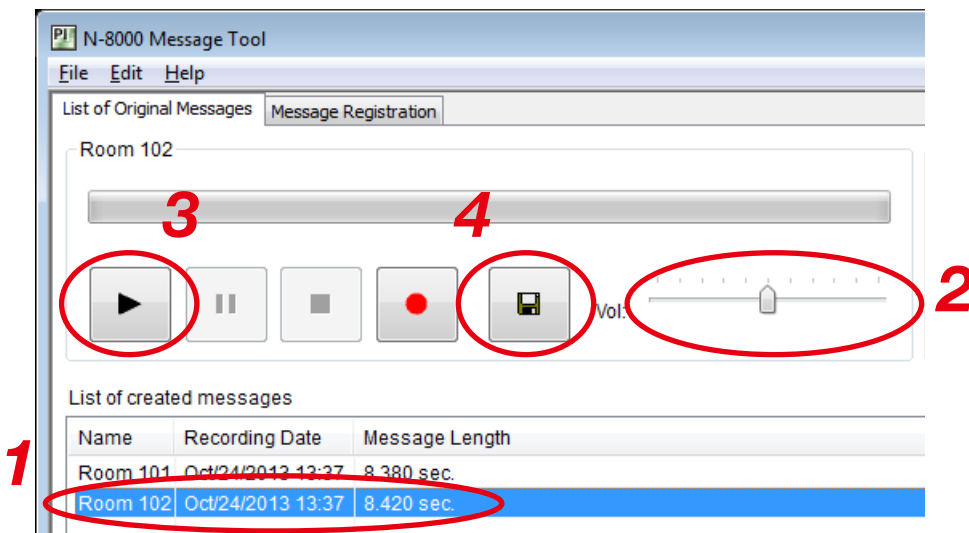 N-8000 Message Tool
File Edit Help
List of Original Messages Message Registration
Room 102
3 4
Vol:
2
List of created messages
Name Recording Date Message Length
1
Room 101 Oct/24/2013 13:37 8.380 sec.
Room 102 Oct/24/2013 13:37 8.420 sec.